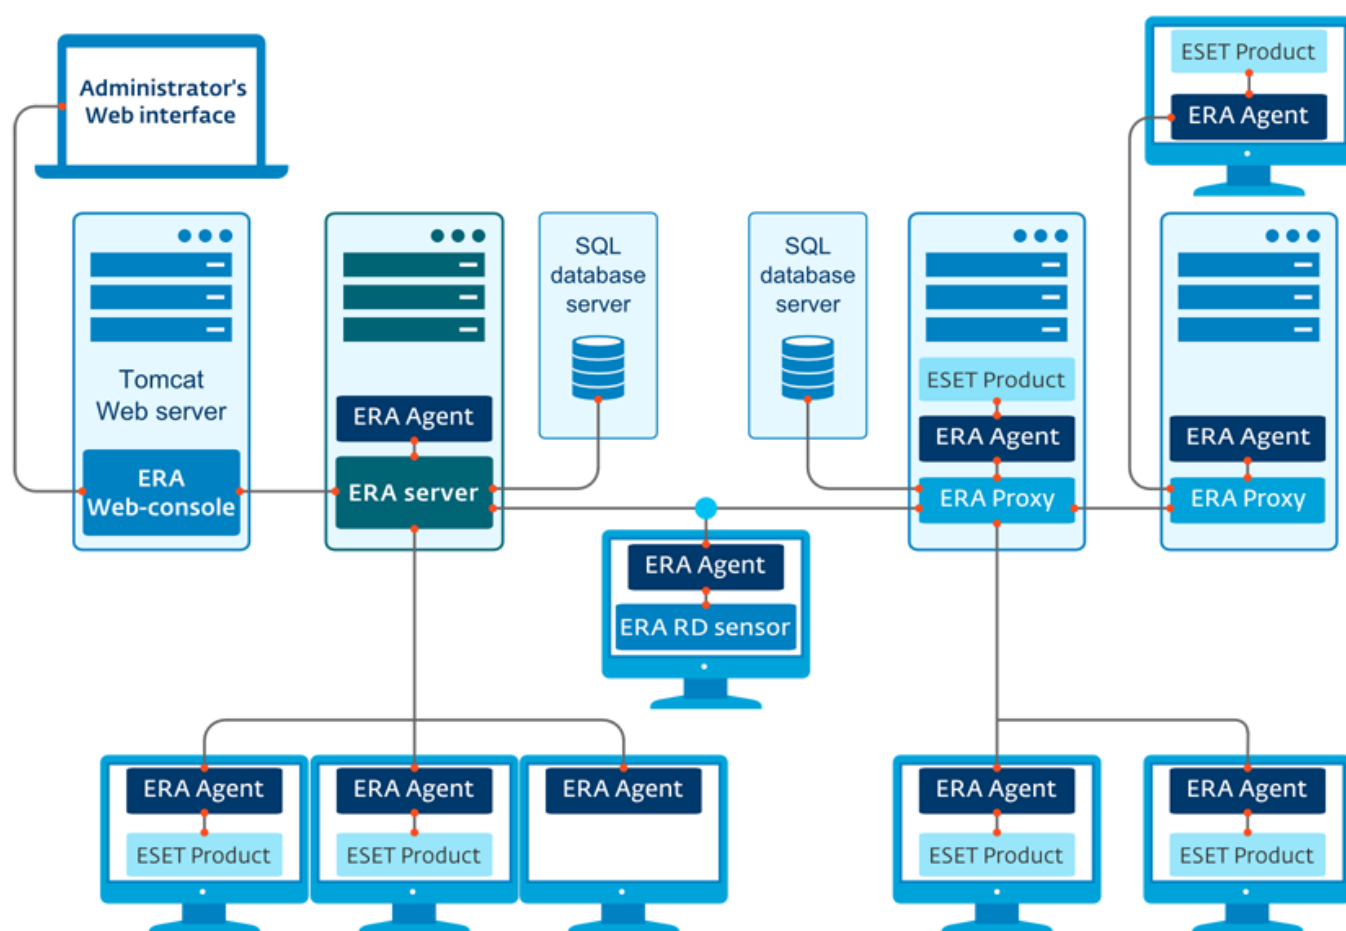 Administrator's
Web interface
ESET Product
ERA Agent
Tomcat
Web server
ERA
Web-console
ERA Agent
ERA server
SQL
database
server
SQL
database
server
ESET Product
ERA Agent
ERA Proxy
ERA Agent
ERA Proxy
ERA Agent
ERA RD sensor
ERA Agent
ESET Product
ERA Agent
ESET Product
ERA Agent
ERA Agent
ESET Product
ERA Agent
ESET Product